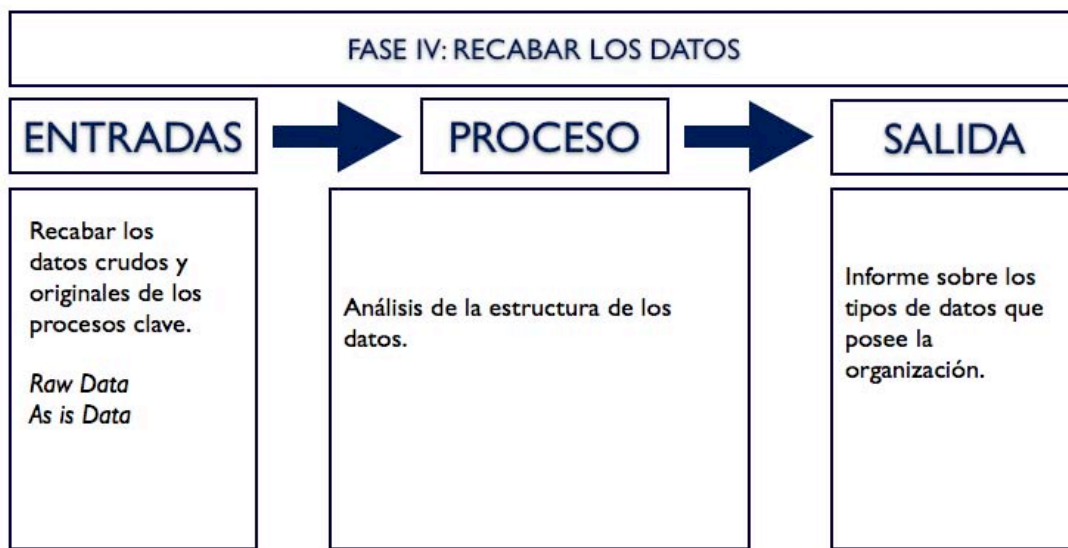 FASE IV: RECABAR LOS DATOS
ENTRADAS
PROCESO
SALIDA
Recabar los
datos crudos y
originales de los
procesos clave.
Raw Data
As is Data
Análisis de la estructura de los
datos.
Informe sobre los
tipos de datos que
posee la
organización.